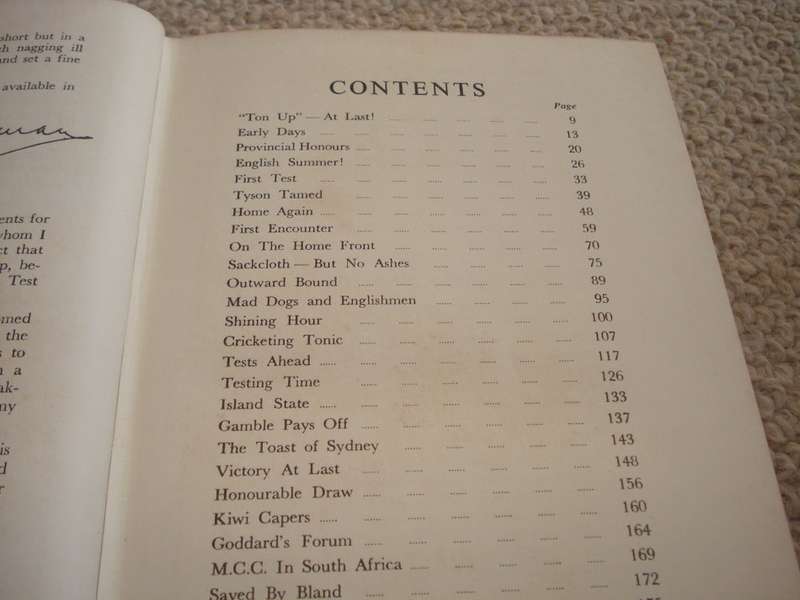 short but in a
nagging ill
and set a fine
available in
ents for
whom I
that
p, be-
Test
the
to
a
ak-
my
is
CONTENTS
Page
"Ton Up" — At Last! 9
Early Days 13
Provincial Honours 20
English Summer! 26
First Test 33
Tyson Tamed 39
Home Again 48
First Encounter 59
On The Home Front 70
Sackcloth — But No Ashes 75
Outward Bound 89
Mad Dogs and Englishmen 95
Shining Hour 100
Cricketing Tonic 107
Tests Ahead 117
Testing Time 126
Island State 133
Gamble Pays Off 137
The Toast of Sydney 143
Victory At Last 148
Honourable Draw 156
Kiwi Capers 160
Goddard's Forum 164
M.C.C. In South Africa 169
Saved By Bland 172